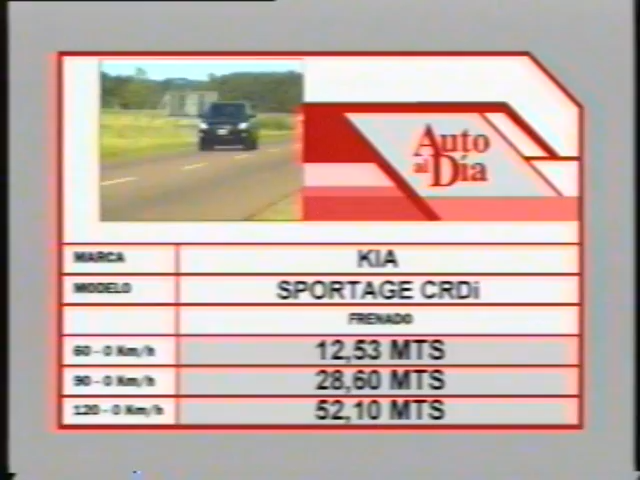 Auto
al Día
MARCA KIA
MODELO SPORTAGE CRDi
FRENADO
60 - 0 Km/h 12,53 MTS
90 - 0 Km/h 28,60 MTS
120 - 0 Km/h 52,10 MTS